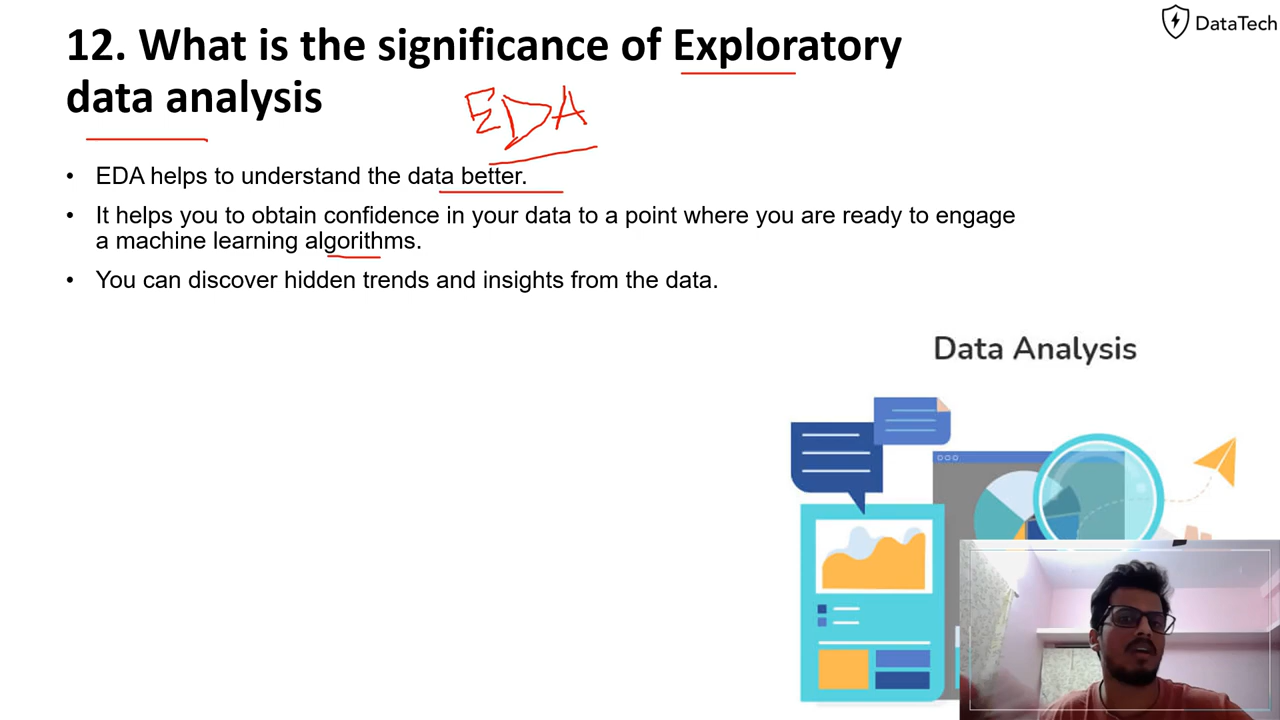 DataTech
12. What is the significance of Exploratory
data analysis
EDA
• EDA helps to understand the data better.
• It helps you to obtain confidence in your data to a point where you are ready to engage
a machine learning algorithms.
• You can discover hidden trends and insights from the data.
Data Analysis